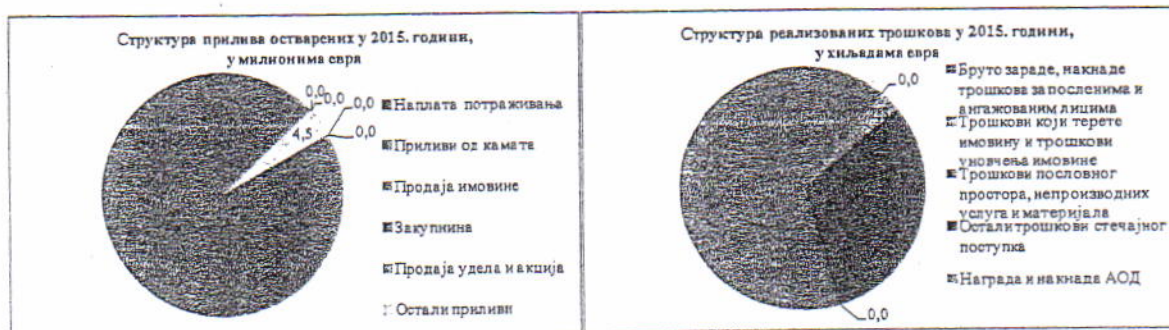 Структура прилива остварених у 2015. години,
у милионима евра
0,0
0,0
0,0
0,0
4,5
Наплата потраживања
Приливи од камата
Продаја имовине
Закупнина
Продаја удела и акција
Остали приливи
Структура реализованих трошкова у 2015. години,
у хиљадама евра
0,0
0,0
Бруто зараде, накнаде
трошкова запосленима и
ангажованим лицима
Трошкови који терете
имовину и трошкови
уновчења имовине
Трошкови пословног
простора, непроизводних
услуга и материјала
Остали трошкови стечајног
поступка
Награда и накнада АОД